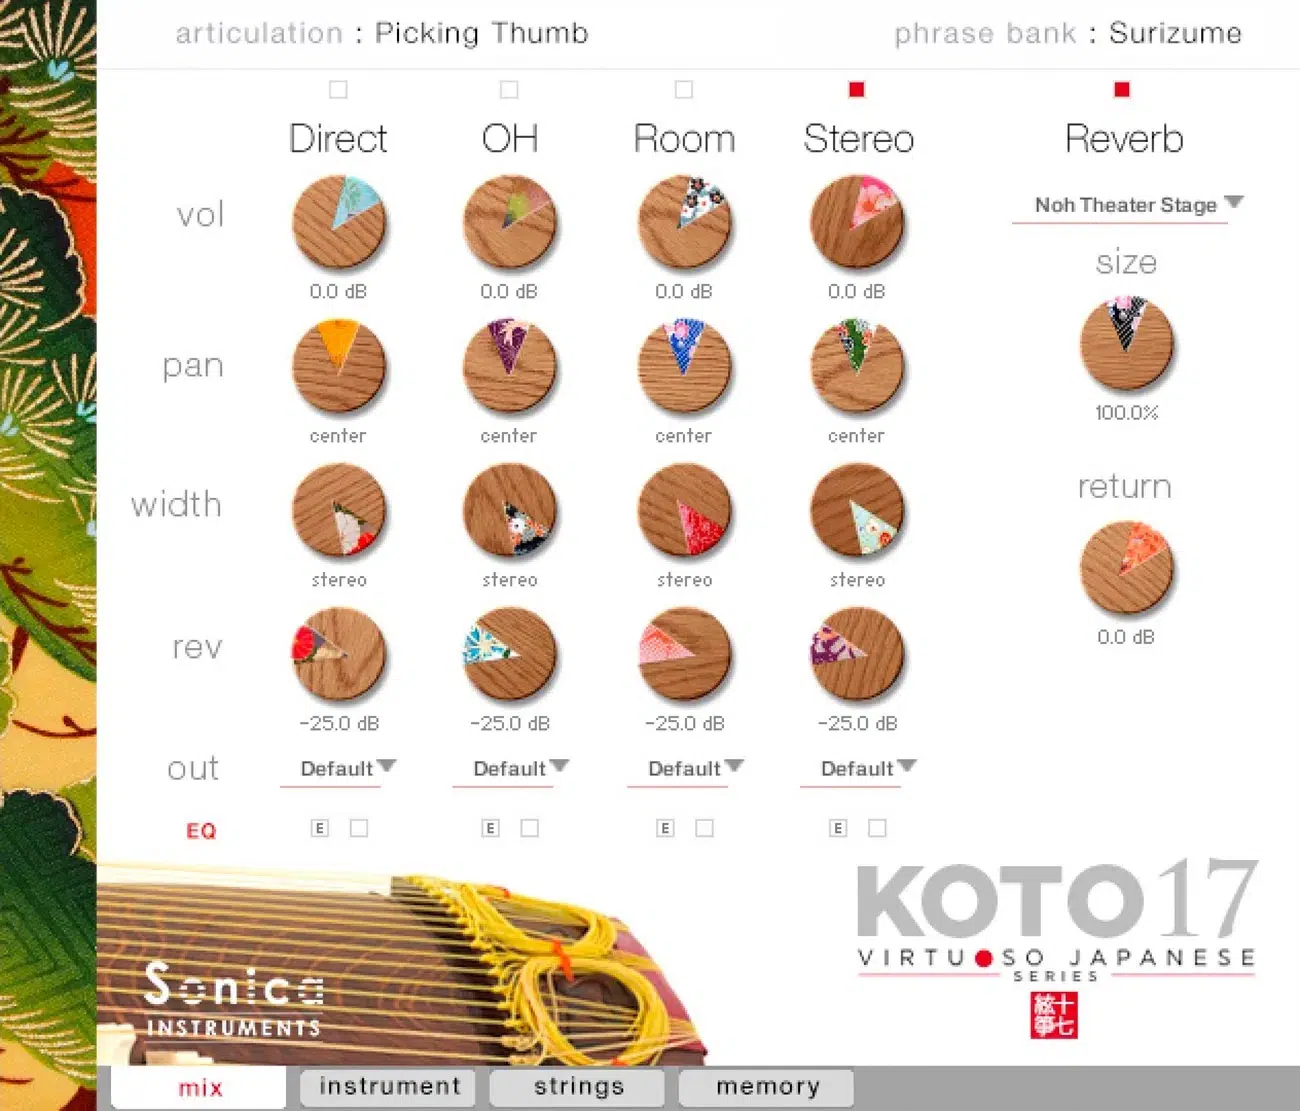 articulation : Picking Thumb
phrase bank : Surizume
Direct OH Room Stereo Reverb
vol
0.0 dB 0.0 dB 0.0 dB 0.0 dB
Noh Theater Stage
size
100.0%
pan
center center center center
width
stereo stereo stereo stereo
return
0.0 dB
rev
-25.0 dB -25.0 dB -25.0 dB -25.0 dB
out Default Default Default Default
EQ E E E E
KOTO17
VIRTUOSO JAPANESE
SERIES
十七
絃箏
Sonica
INSTRUMENTS
mix instrument strings memory